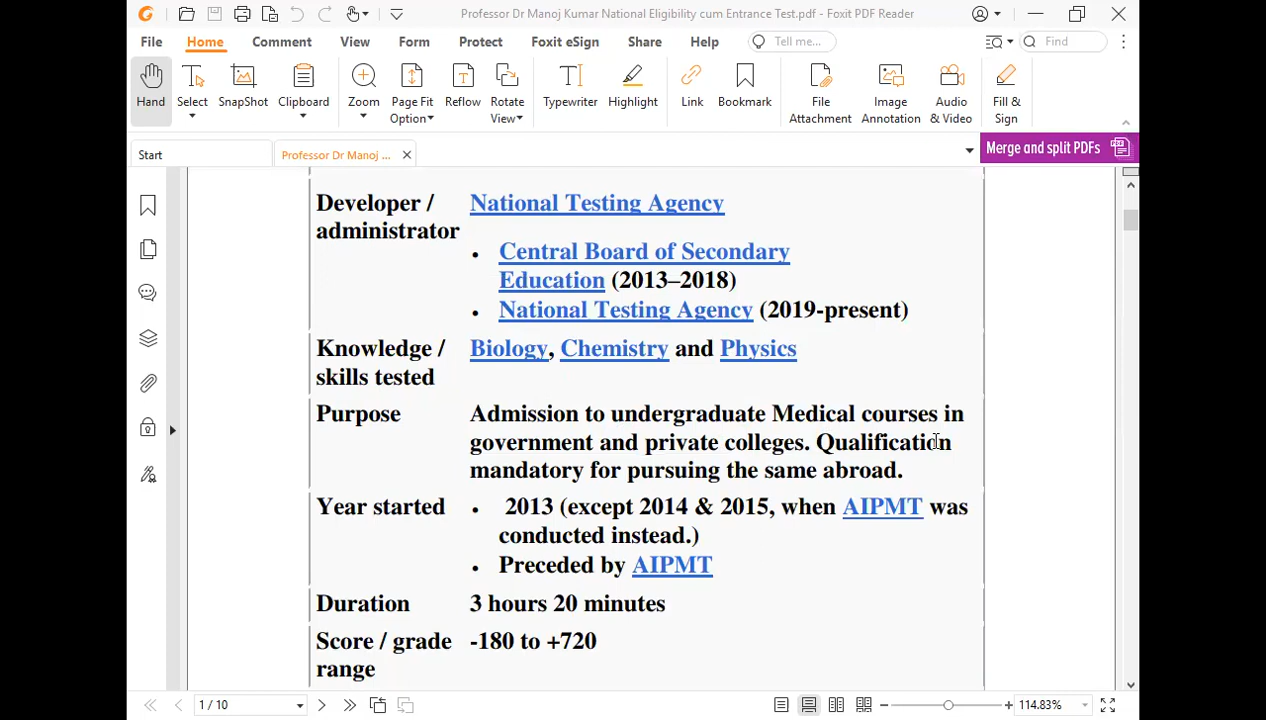 Professor Dr Manoj Kumar National Eligibility cum Entrance Test.pdf - Foxit PDF Reader
File Home Comment View Form Protect Foxit eSign Share Help Tell me... Find
Hand Select SnapShot Clipboard Zoom Page Fit Option Reflow Rotate View Typewriter Highlight Link Bookmark File Attachment Image Annotation Audio & Video Fill & Sign
Start Professor Dr Manoj ... Merge and split PDFs
Developer / National Testing Agency
administrator
• Central Board of Secondary
Education (2013–2018)
• National Testing Agency (2019-present)
Knowledge / Biology, Chemistry and Physics
skills tested
Purpose Admission to undergraduate Medical courses in
government and private colleges. Qualification
mandatory for pursuing the same abroad.
Year started • 2013 (except 2014 & 2015, when AIPMT was
conducted instead.)
• Preceded by AIPMT
Duration 3 hours 20 minutes
Score / grade -180 to +720
range
1 / 10 114.83%